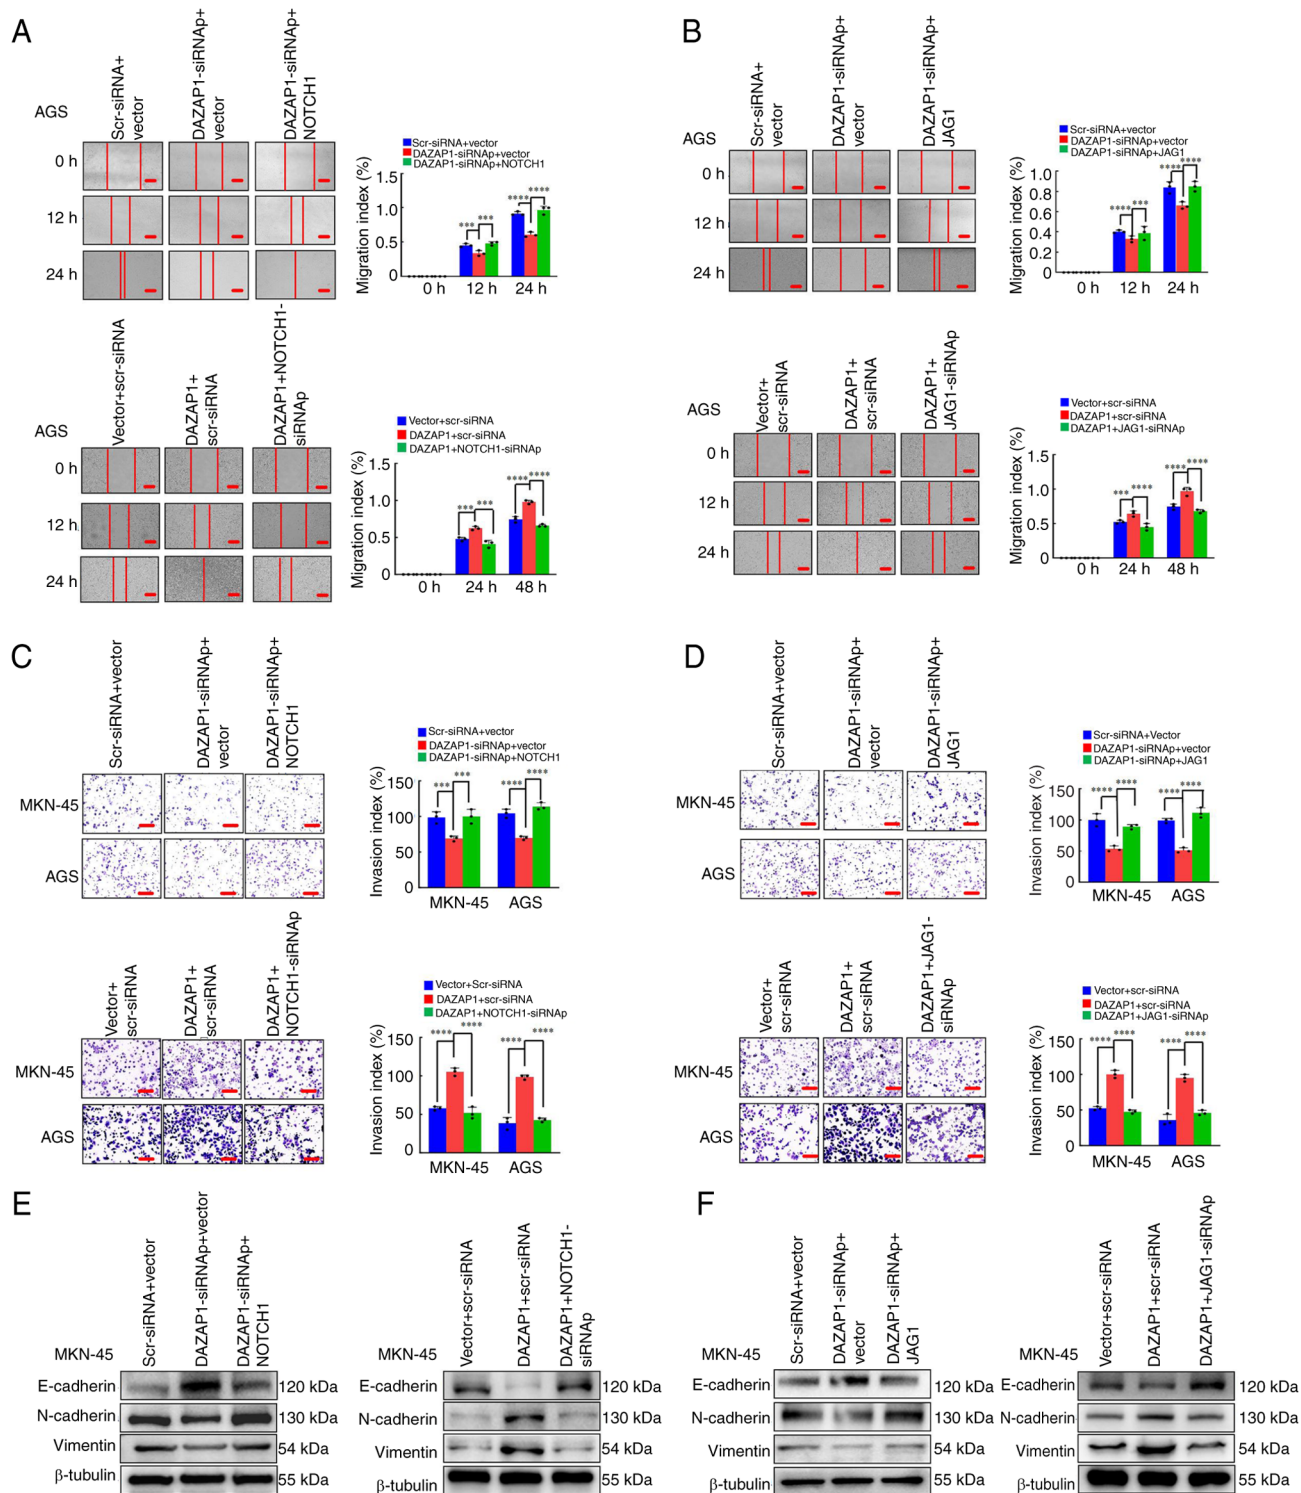 A
AGS
Scr-siRNA+
vector
DAZAP1-siRNAp+
vector
DAZAP1-siRNAp+
NOTCH1
0 h
12 h
24 h
Scr-siRNA+vector
DAZAP1-siRNAp+vector
DAZAP1-siRNAp+NOTCH1
Migration index (%)
1.5
1.0
0.5
0
*** ***
**** ****
0 h 12 h 24 h
AGS
Vector+scr-siRNA
DAZAP1+
scr-siRNA
DAZAP1+NOTCH1-
siRNAp
0 h
12 h
24 h
Vector+scr-siRNA
DAZAP1+scr-siRNA
DAZAP1+NOTCH1-siRNAp
Migration index (%)
1.5
1.0
0.5
0
*** ***
**** ****
0 h 24 h 48 h
B
AGS
Scr-siRNA+
vector
DAZAP1-siRNAp+
vector
DAZAP1-siRNAp+
JAG1
0 h
12 h
24 h
Scr-siRNA+vector
DAZAP1-siRNAp+vector
DAZAP1-siRNAp+JAG1
Migration index (%)
1.0
0.8
0.6
0.4
0.2
0
**** ***
**** ****
0 h 12 h 24 h
AGS
Vector+
scr-siRNA
DAZAP1+
scr-siRNA
DAZAP1+
JAG1-siRNAp
0 h
12 h
24 h
Vector+scr-siRNA
DAZAP1+scr-siRNA
DAZAP1+JAG1-siRNAp
Migration index (%)
1.5
1.0
0.5
0
*** ****
**** ****
0 h 24 h 48 h
C
Scr-siRNA+vector
DAZAP1-siRNAp+
vector
DAZAP1-siRNAp+
NOTCH1
MKN-45
AGS
Scr-siRNA+vector
DAZAP1-siRNAp+vector
DAZAP1-siRNAp+NOTCH1
Invasion index (%)
150
100
50
0
*** ***
**** ****
MKN-45 AGS
Vector+
scr-siRNA
DAZAP1+
scr-siRNA
DAZAP1+
NOTCH1-siRNAp
MKN-45
AGS
Vector+Scr-siRNA
DAZAP1+scr-siRNA
DAZAP1+NOTCH1-siRNAp
Invasion index (%)
150
100
50
0
**** ****
**** ****
MKN-45 AGS
D
Scr-siRNA+vector
DAZAP1-siRNAp+
vector
DAZAP1-siRNAp+
JAG1
MKN-45
AGS
Scr-siRNA+Vector
DAZAP1-siRNAp+vector
DAZAP1-siRNAp+JAG1
Invasion index (%)
150
100
50
0
**** ****
**** ****
MKN-45 AGS
Vector+
scr-siRNA
DAZAP1+
scr-siRNA
DAZAP1+JAG1-
siRNAp
MKN-45
AGS
Vector+scr-siRNA
DAZAP1+scr-siRNA
DAZAP1+JAG1-siRNAp
Invasion index (%)
150
100
50
0
**** ****
**** ****
MKN-45 AGS
E
MKN-45
Scr-siRNA+vector
DAZAP1-siRNAp+vector
DAZAP1-siRNAp+
NOTCH1
E-cadherin 120 kDa
N-cadherin 130 kDa
Vimentin 54 kDa
β-tubulin 55 kDa
MKN-45
Vector+scr-siRNA
DAZAP1+scr-siRNA
DAZAP1+NOTCH1-
siRNAp
E-cadherin 120 kDa
N-cadherin 130 kDa
Vimentin 54 kDa
β-tubulin 55 kDa
F
MKN-45
Scr-siRNA+vector
DAZAP1-siRNAp+
vector
DAZAP1-siRNAp+
JAG1
E-cadherin 120 kDa
N-cadherin 130 kDa
Vimentin 54 kDa
β-tubulin 55 kDa
MKN-45
Vector+scr-siRNA
DAZAP1+scr-siRNA
DAZAP1+JAG1-siRNAp
E-cadherin 120 kDa
N-cadherin 130 kDa
Vimentin 54 kDa
β-tubulin 55 kDa